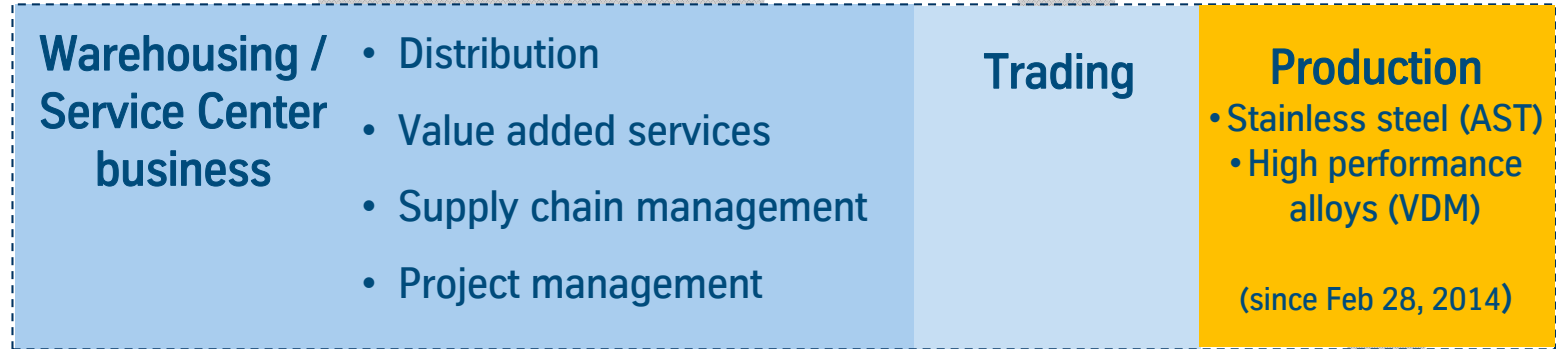 Warehousing /
Service Center
business
• Distribution
• Value added services
• Supply chain management
• Project management
Trading
Production
• Stainless steel (AST)
• High performance
alloys (VDM)
(since Feb 28, 2014)